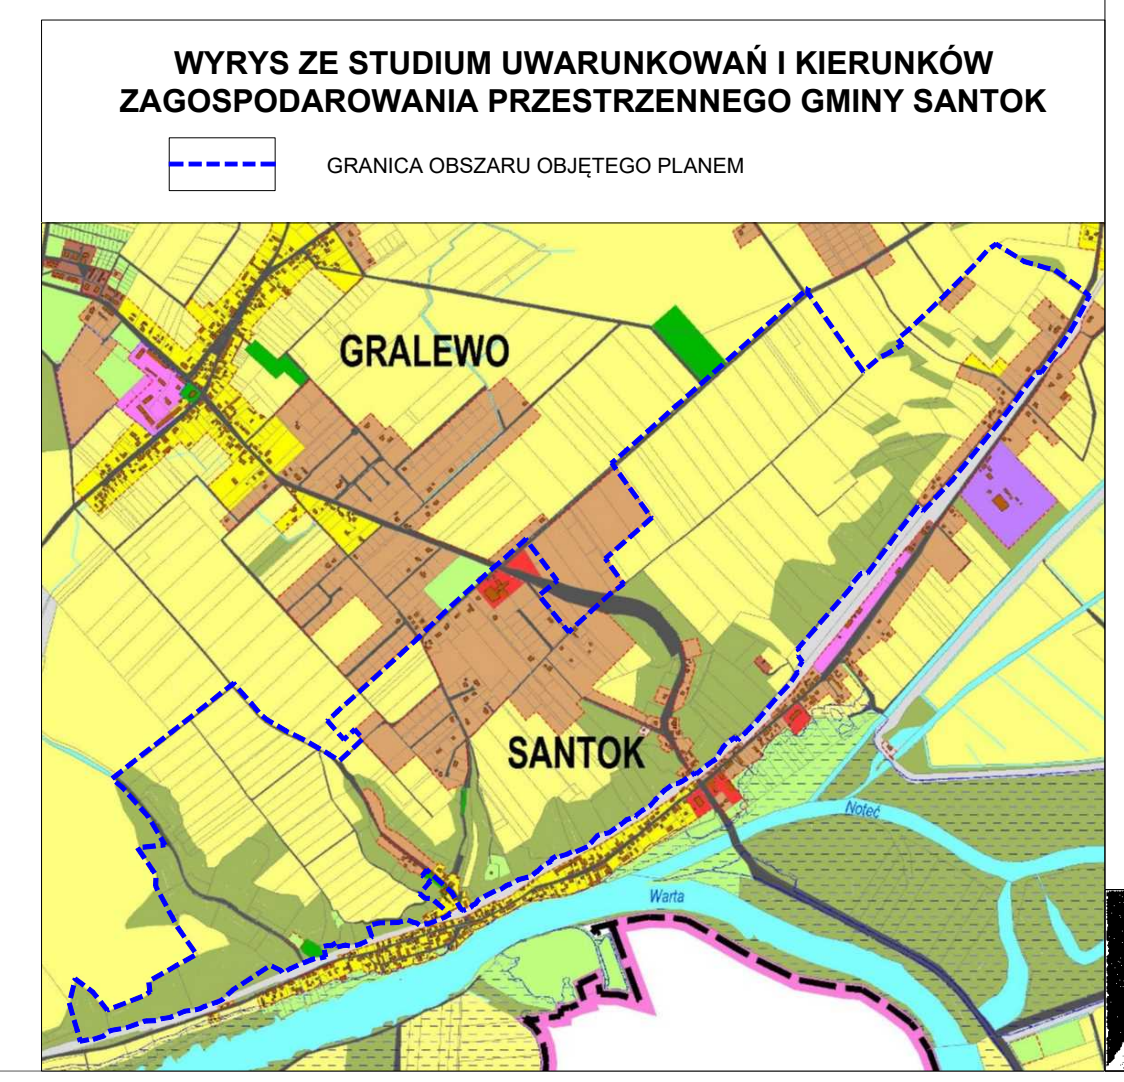 WYRYS ZE STUDIUM UWARUNKOWAŃ I KIERUNKÓW
ZAGOSPODAROWANIA PRZESTRZENNEGO GMINY SANTOK
GRANICA OBSZARU OBJĘTEGO PLANEM
GRALEWO
SANTOK
Noteć
Warta